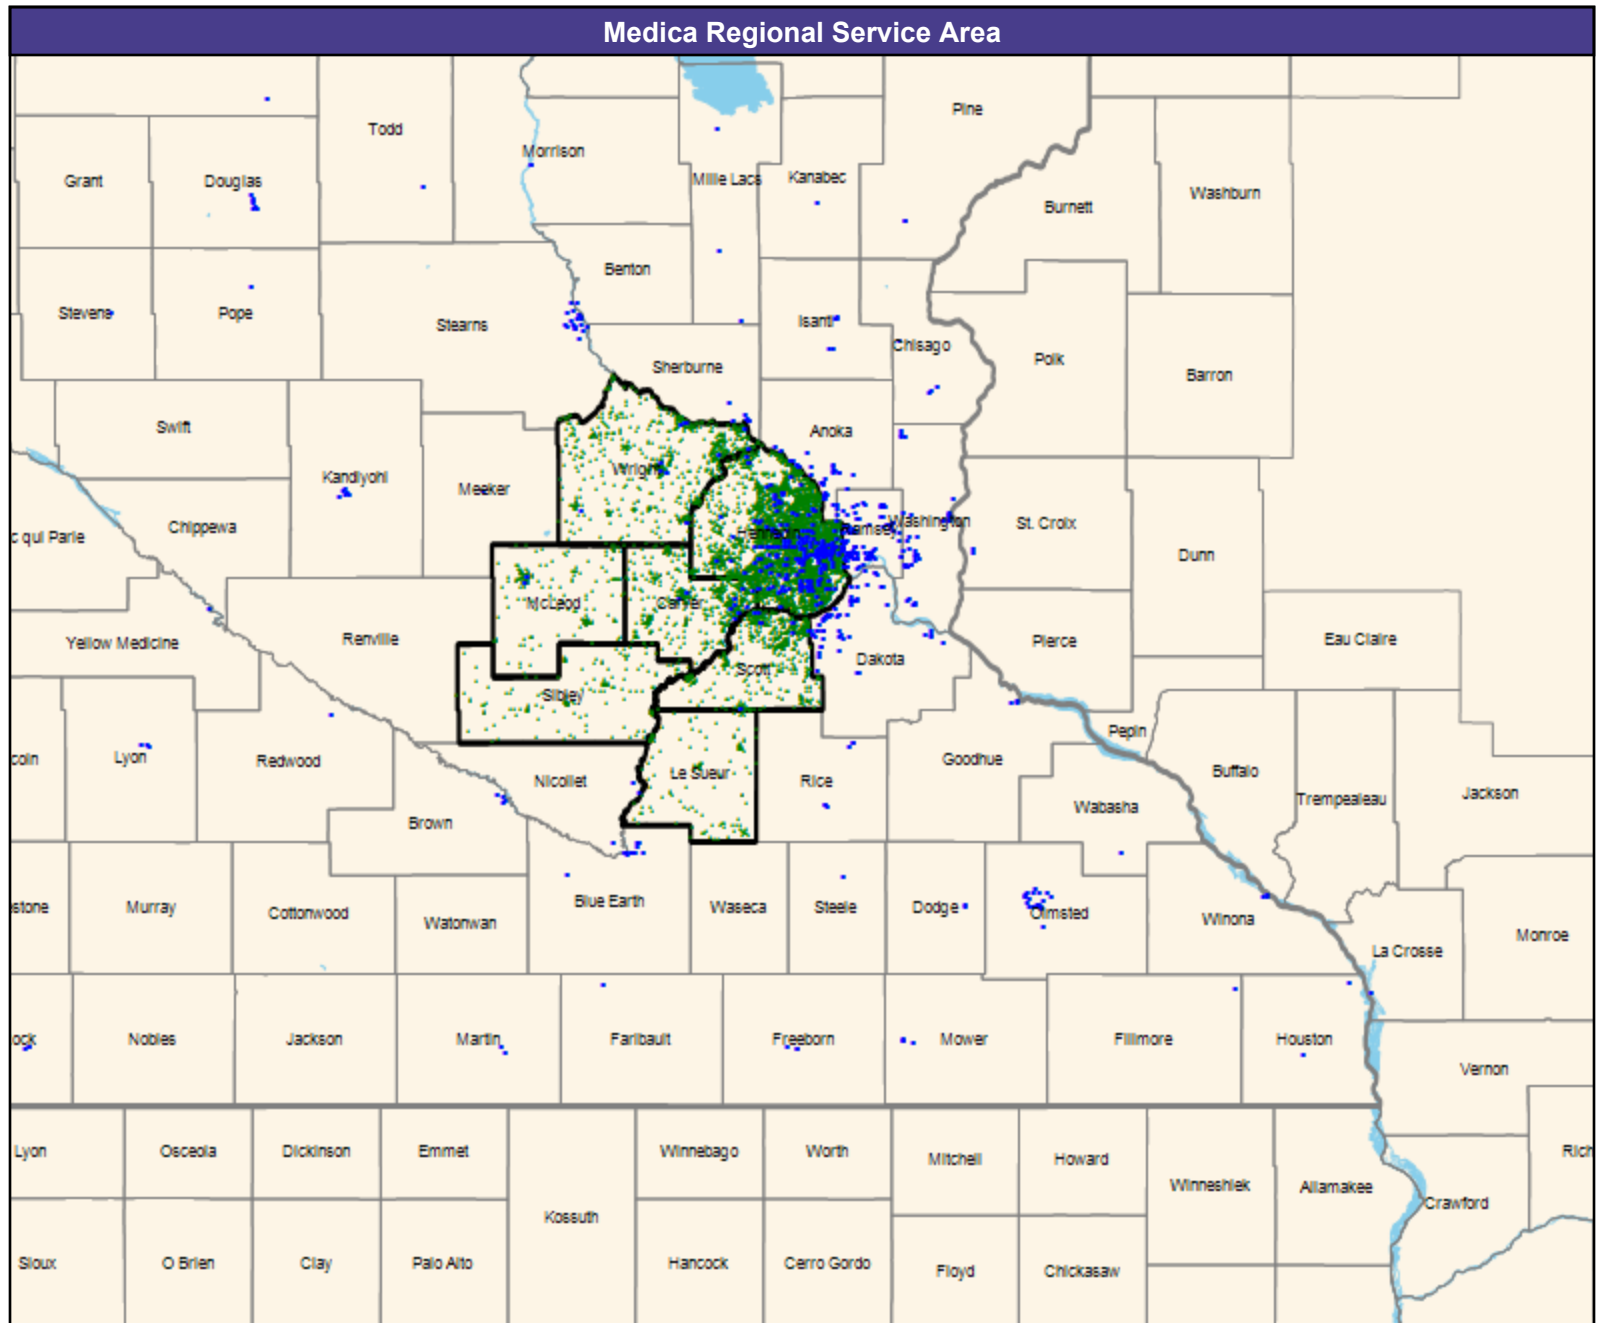 Medica Regional Service Area
Pine
Todd
Morrison
Grant
Douglas
Mille Lacs
Kanabec
Washburn
Burnett
Benton
Stevens
Pope
Stearns
Isanti
Chisago
Polk
Barron
Sherburne
Swift
Anoka
Wright
Kandiyohi
Meeker
Chippewa
c qui Parle
Hennepin
Ramsey
Washington
St. Croix
Dunn
McLeod
Carver
Yellow Medicine
Renville
Pierce
Eau Claire
Scott
Dakota
Sibley
Pepin
coln
Lyon
Redwood
Nicollet
Le Sueur
Rice
Goodhue
Buffalo
Trempealeau
Jackson
Wabasha
Brown
stone
Murray
Cottonwood
Watonwan
Blue Earth
Waseca
Steele
Dodge
Olmsted
Winona
La Crosse
Monroe
ock
Nobles
Jackson
Martin
Faribault
Freeborn
Mower
Fillmore
Houston
Vernon
Lyon
Osceola
Dickinson
Emmet
Winnebago
Worth
Mitchell
Howard
Rich
Winneshiek
Allamakee
Crawford
Kossuth
Sioux
O Brien
Clay
Palo Alto
Hancock
Cerro Gordo
Floyd
Chickasaw